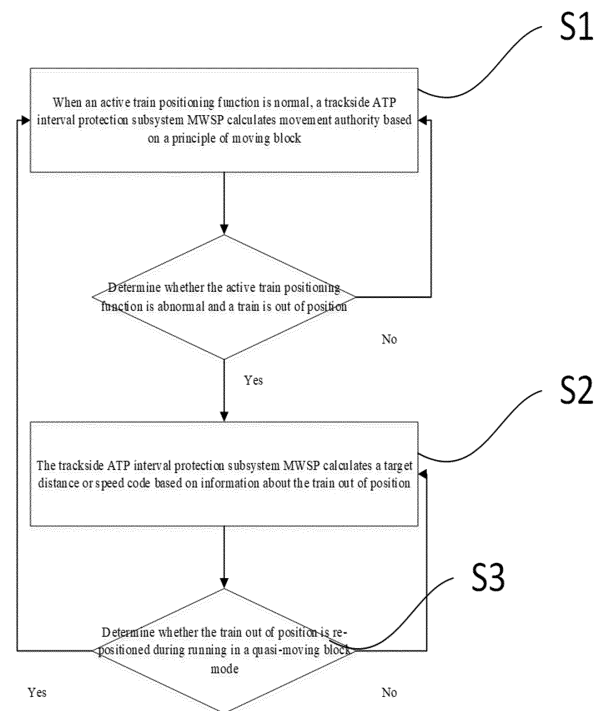 S1
When an active train positioning function is normal, a trackside ATP
interval protection subsystem MWSP calculates movement authority based
on a principle of moving block
Determine whether the active train positioning
function is abnormal and a train is out of position
No
Yes
S2
The trackside ATP interval protection subsystem MWSP calculates a target
distance or speed code based on information about the train out of position
S3
Determine whether the train out of position is re-
positioned during running in a quasi-moving block
mode
Yes
No